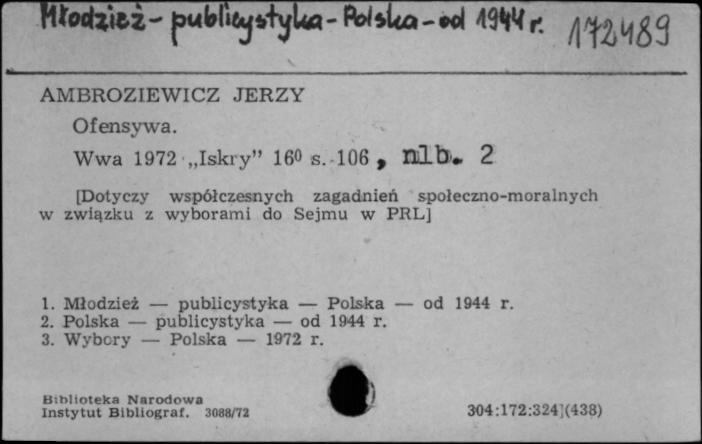 Młodzież - publicystyka - Polska - od 1944 r. 172489
AMBROZIEWICZ JERZY
Ofensywa.
Wwa 1972 „Iskry” 16⁰ s. 106, nlb. 2
[Dotyczy współczesnych zagadnień społeczno-moralnych
w związku z wyborami do Sejmu w PRL]
1. Młodzież — publicystyka — Polska — od 1944 r.
2. Polska — publicystyka — od 1944 r.
3. Wybory — Polska — 1972 r.
Biblioteka Narodowa
Instytut Bibliograf. 3088/72 304:172:324](438)